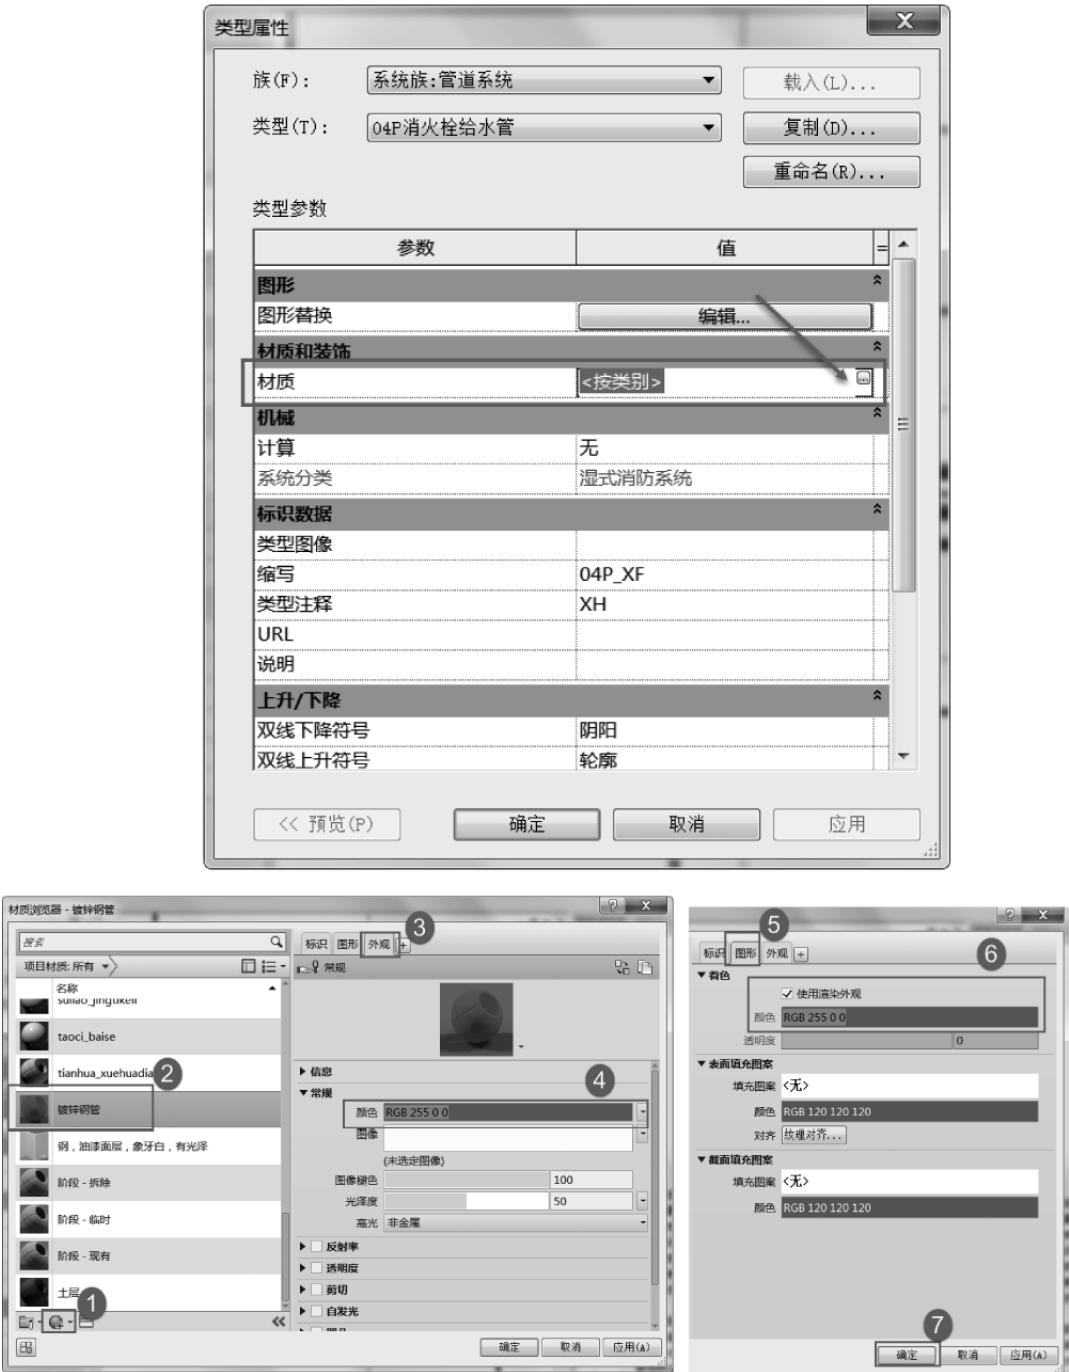 类型属性
族(F): 系统族:管道系统 载入(L)...
类型(T): 04P消火栓给水管 复制(D)...
重命名(R)...
类型参数
参数 值 =
图形
图形替换 编辑...
材质和装饰
材质 <按类别>
机械
计算 无
系统分类 湿式消防系统
标识数据
类型图像
缩写 04P_XF
类型注释 XH
URL
说明
上升/下降
双线下降符号 阴阳
双线上升符号 轮廓
<< 预览(P) 确定 取消 应用
材质浏览器 - 镀锌钢管
搜索
项目材质: 所有
名称
suliao_jingukeli
taoci_baise
tianhua_xuehuadia
2
镀锌钢管
钢，油漆面层，象牙白，有光泽
阶段 - 拆除
阶段 - 临时
阶段 - 现有
土层
1
3
标识 图形 外观
常规
信息
4
常规
颜色 RGB 255 0 0
图像
(未选定图像)
图像褪色 100
光泽度 50
高光 非金属
反射率
透明度
剪切
自发光
确定 取消 应用(A)
5
标识 图形 外观
6
着色
使用渲染外观
颜色 RGB 255 0 0
透明度 0
表面填充图案
填充图案 <无>
颜色 RGB 120 120 120
对齐 纹理对齐...
截面填充图案
填充图案 <无>
颜色 RGB 120 120 120
7
确定 取消 应用(A)